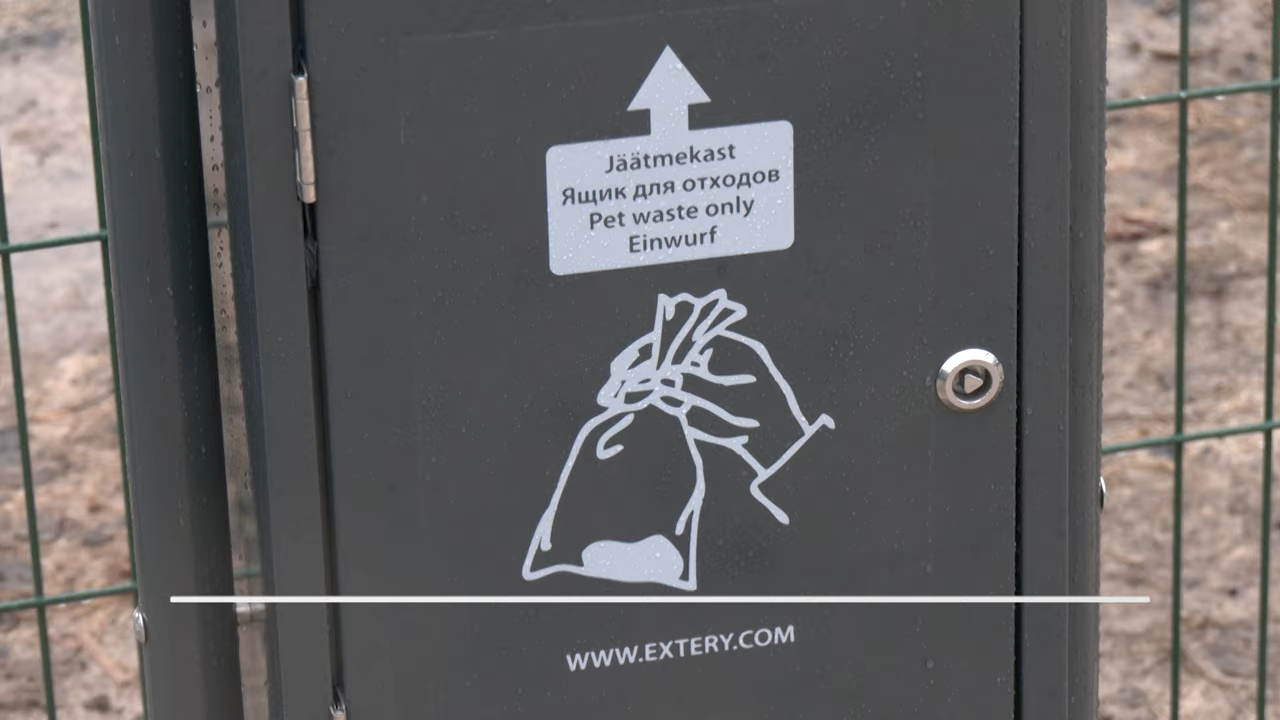 Jäätmekast
Ящик для отходов
Pet waste only
Einwurf
WWW.EXTERY.COM